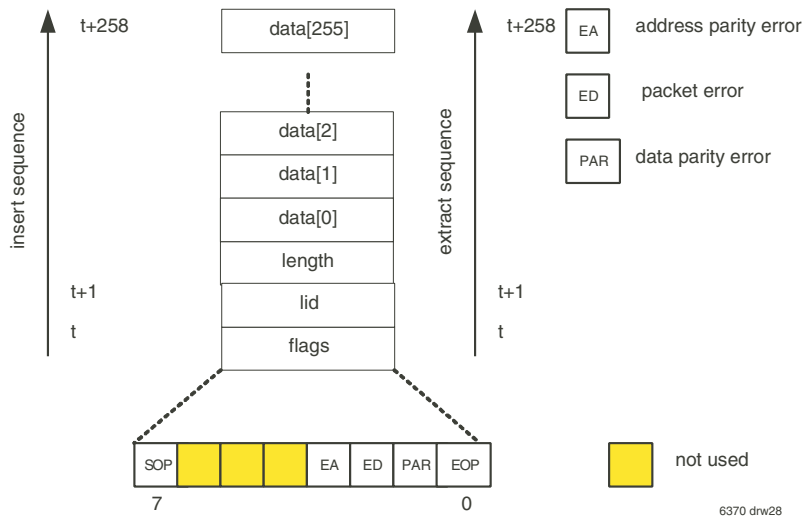 t+258
data[255]
t+258
EA
address parity error
ED
packet error
PAR
data parity error
insert sequence
data[2]
data[1]
data[0]
length
lid
flags
extract sequence
t+1
t
t+1
t
SOP
EA
ED
PAR
EOP
7
0
not used
6370 drw28